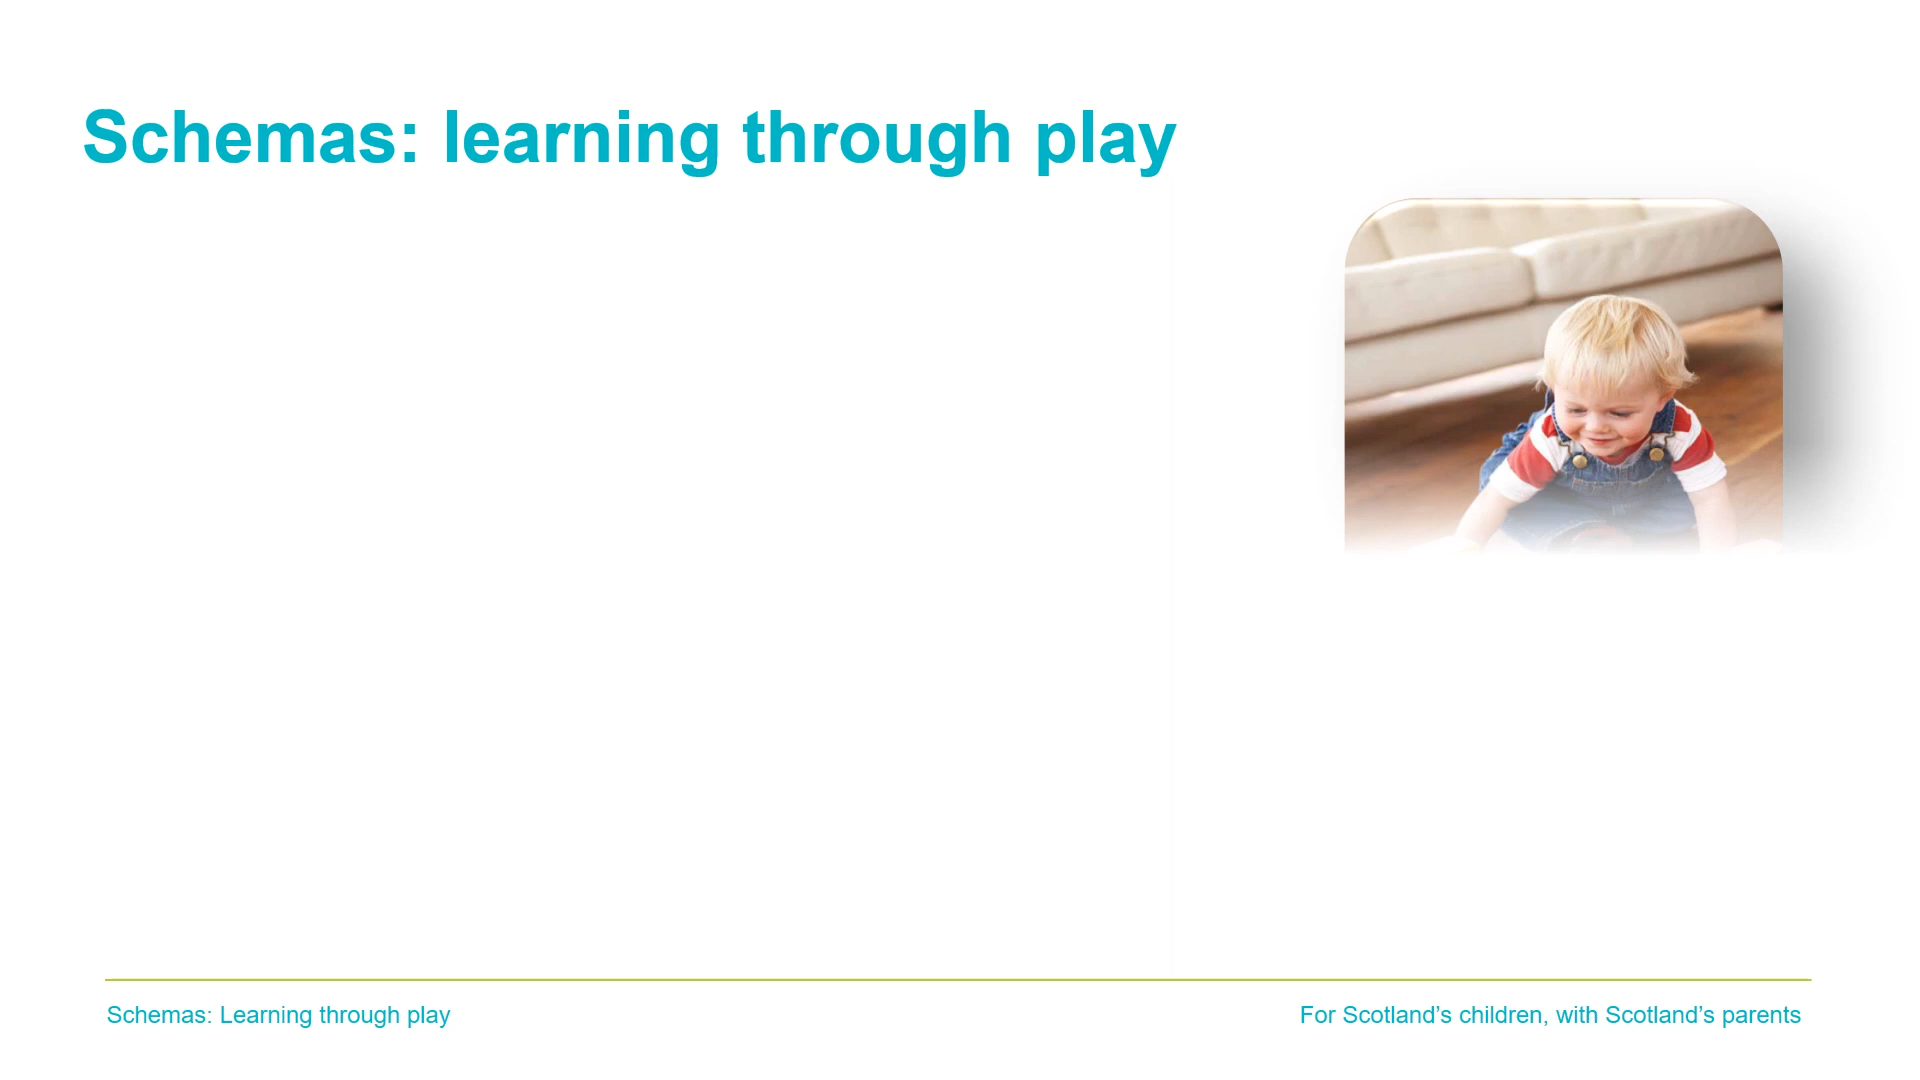 Schemas: learning through play
Schemas: Learning through play
For Scotland’s children, with Scotland’s parents